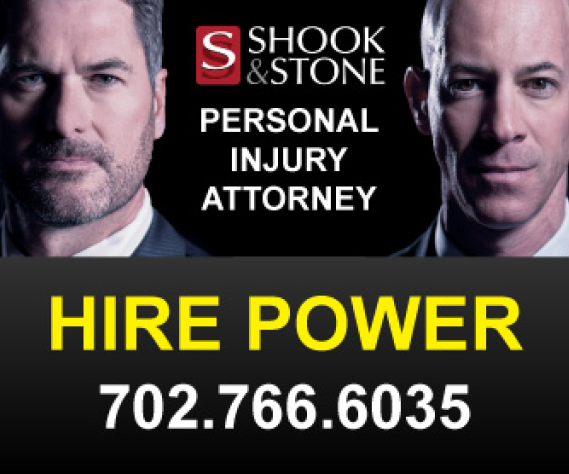 S SHOOK
&STONE
PERSONAL
INJURY
ATTORNEY
HIRE POWER
702.766.6035